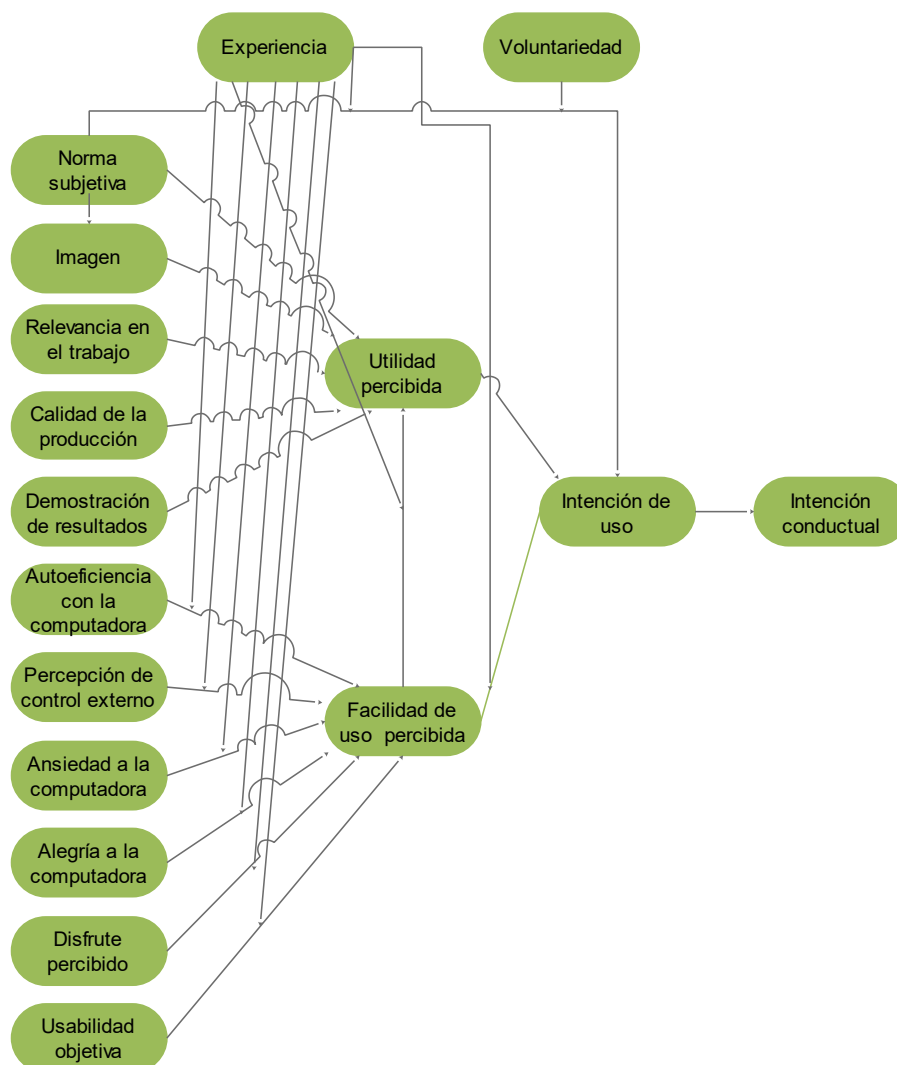 Experiencia
Voluntariedad
Norma
subjetiva
Imagen
Relevancia en
el trabajo
Utilidad
percibida
Calidad de la
producción
Demostración
de resultados
Intención de
uso
Intención
conductual
Autoeficiencia
con la
computadora
Percepción de
control externo
Facilidad de
uso percibida
Ansiedad a la
computadora
Alegría a la
computadora
Disfrute
percibido
Usabilidad
objetiva